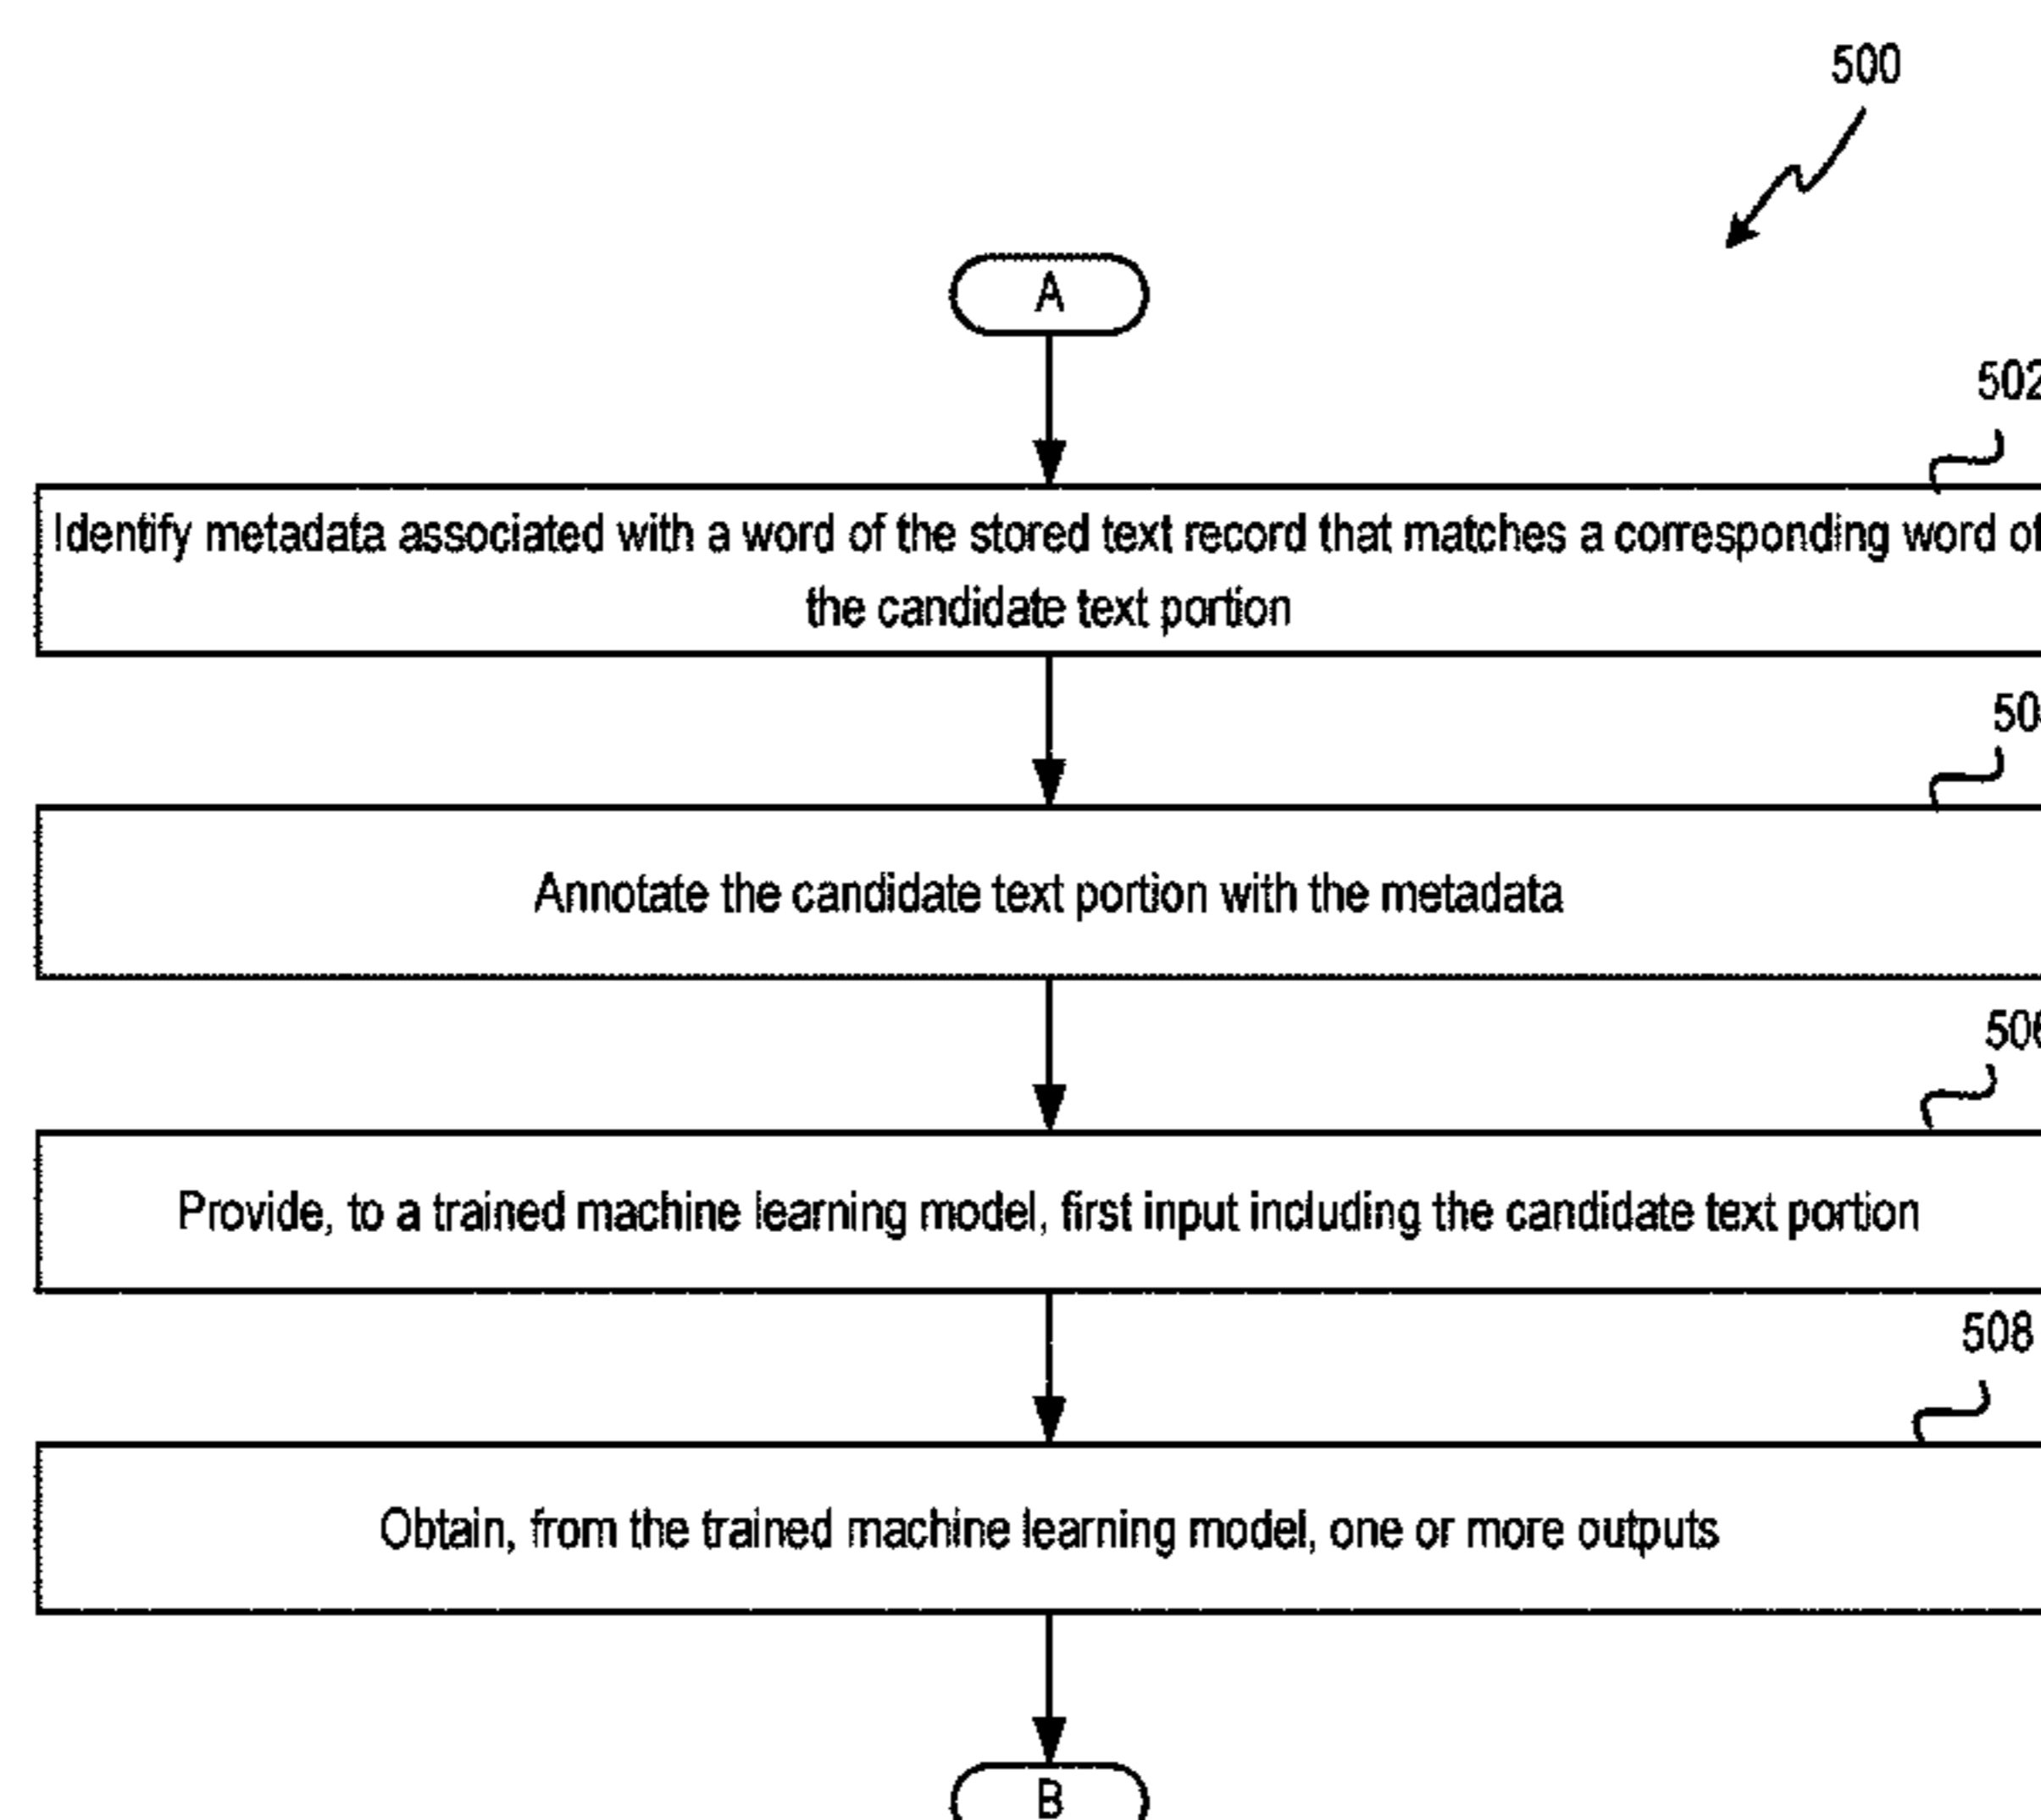 500
A
502
Identify metadata associated with a word of the stored text record that matches a corresponding word of
the candidate text portion
Annotate the candidate text portion with the metadata
506
Provide, to a trained machine learning model, first input including the candidate text portion
508
Obtain, from the trained machine learning model, one or more outputs
B